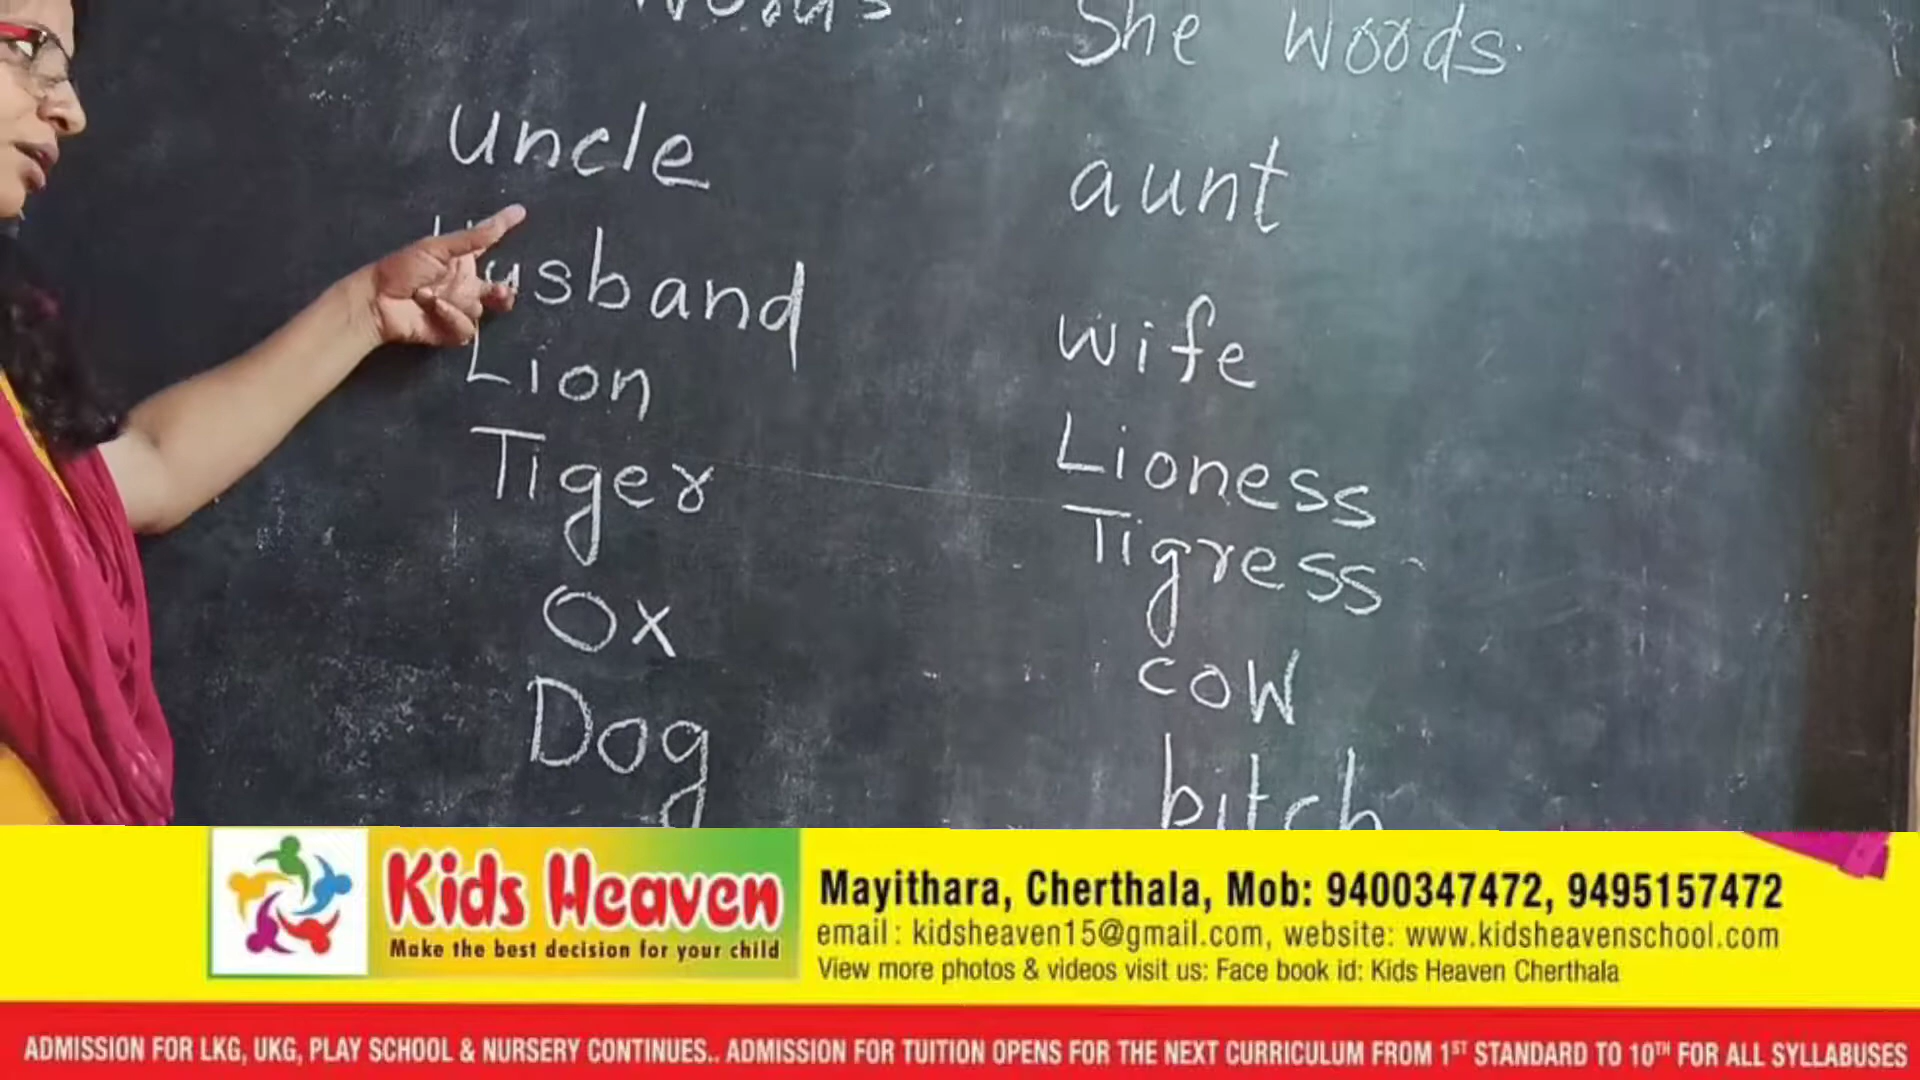 words She words.
uncle aunt
Husband wife
Lion Lioness
Tiger Tigress
Ox cow
Dog bitch
Kids Heaven
Make the best decision for your child
Mayithara, Cherthala, Mob: 9400347472, 9495157472
email : kidsheaven15@gmail.com, website: www.kidsheavenschool.com
View more photos & videos visit us: Face book id: Kids Heaven Cherthala
ADMISSION FOR LKG, UKG, PLAY SCHOOL & NURSERY CONTINUES.. ADMISSION FOR TUITION OPENS FOR THE NEXT CURRICULUM FROM 1ST STANDARD TO 10TH FOR ALL SYLLABUSES